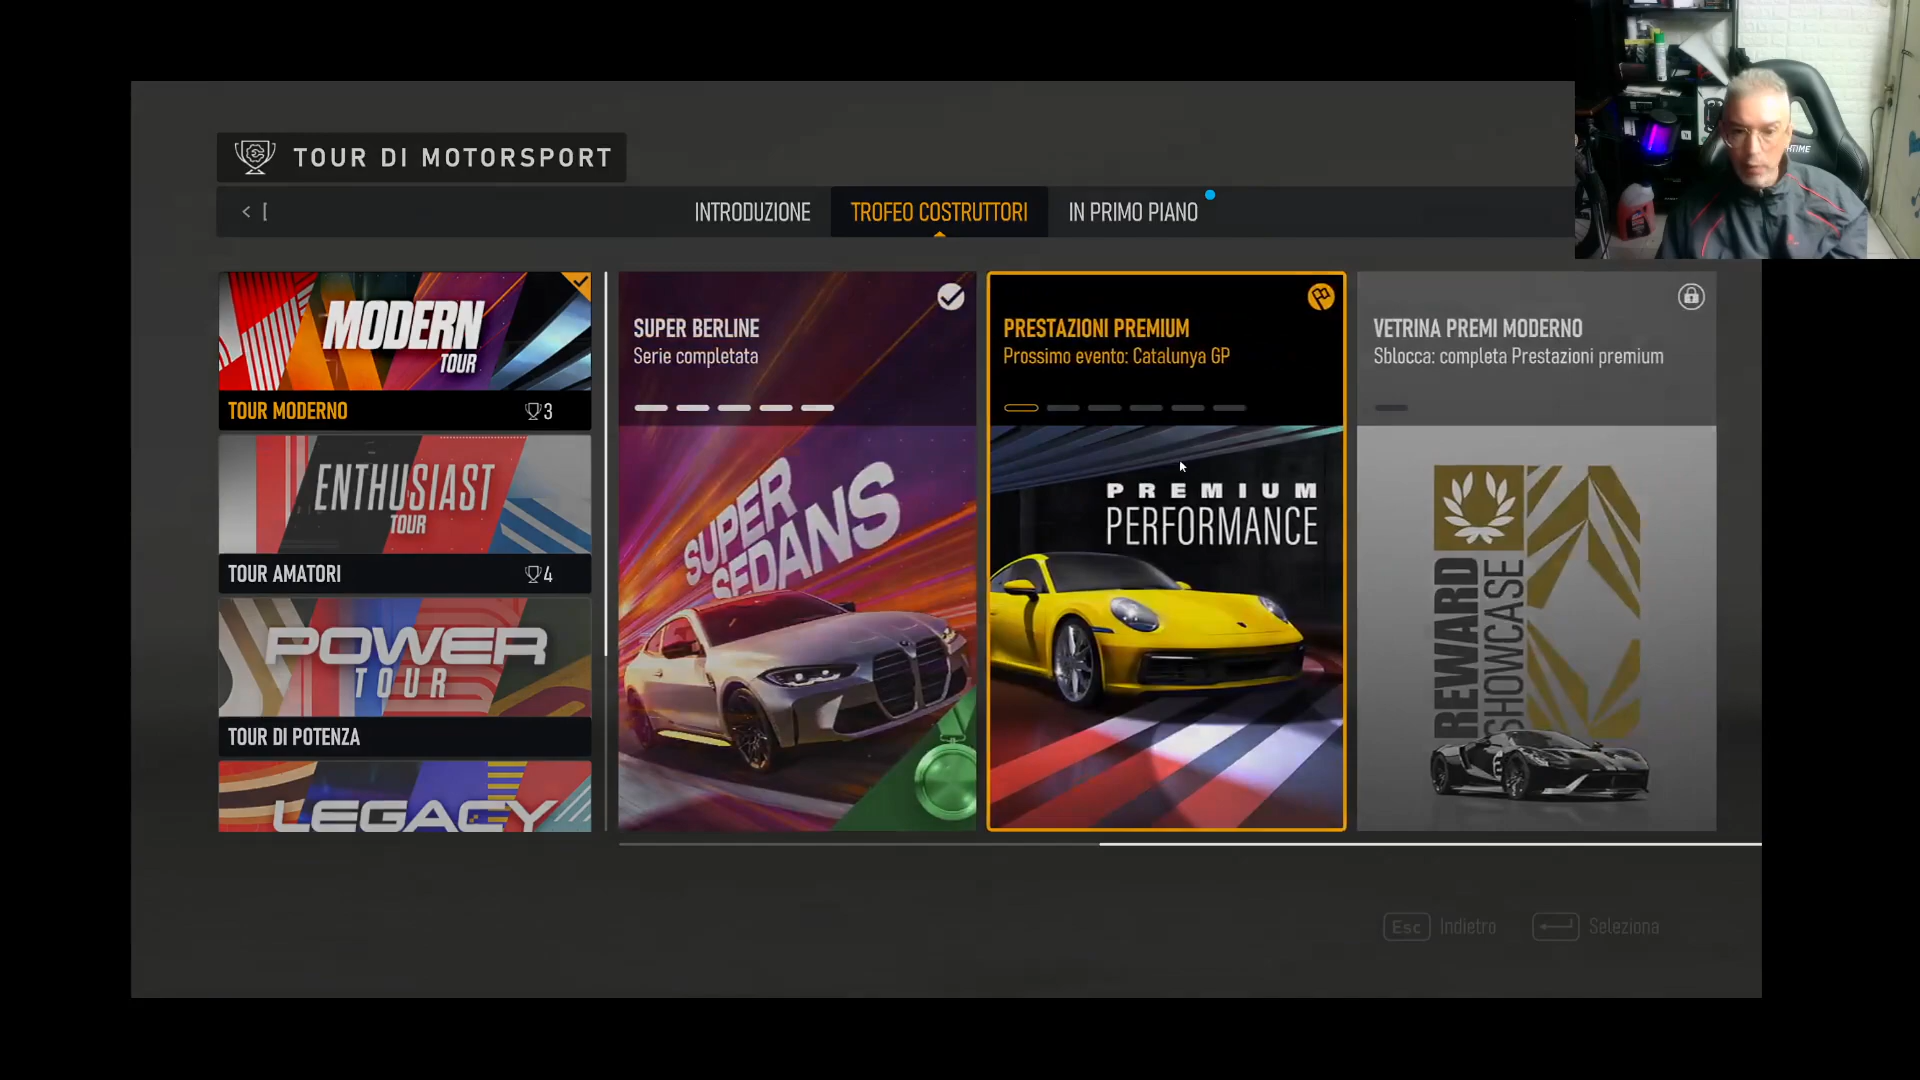 TOUR DI MOTORSPORT
< [
INTRODUZIONE
TROFEO COSTRUTTORI
IN PRIMO PIANO
MODERN
TOUR
TOUR MODERNO
3
ENTHUSIAST
TOUR
TOUR AMATORI
4
POWER
TOUR
TOUR DI POTENZA
LEGACY
SUPER BERLINE
Serie completata
SUPER
SEDANS
PRESTAZIONI PREMIUM
Prossimo evento: Catalunya GP
PREMIUM
PERFORMANCE
VETRINA PREMI MODERNO
Sblocca: completa Prestazioni premium
REWARD
SHOWCASE
Esc Indietro
Seleziona